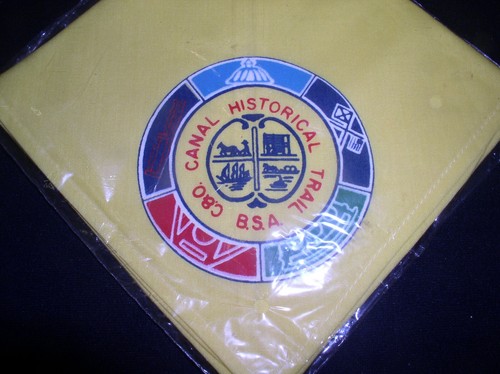 C.&O. CANAL HISTORICAL TRAIL
B.S.A.